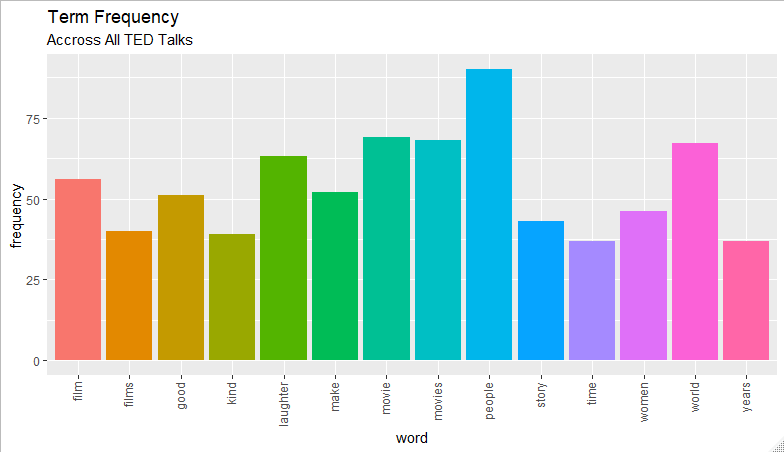 Term Frequency
Accross All TED Talks
frequency
75
50
25
0
film
films
good
kind
laughter
make
movie
movies
people
story
time
women
world
years
word